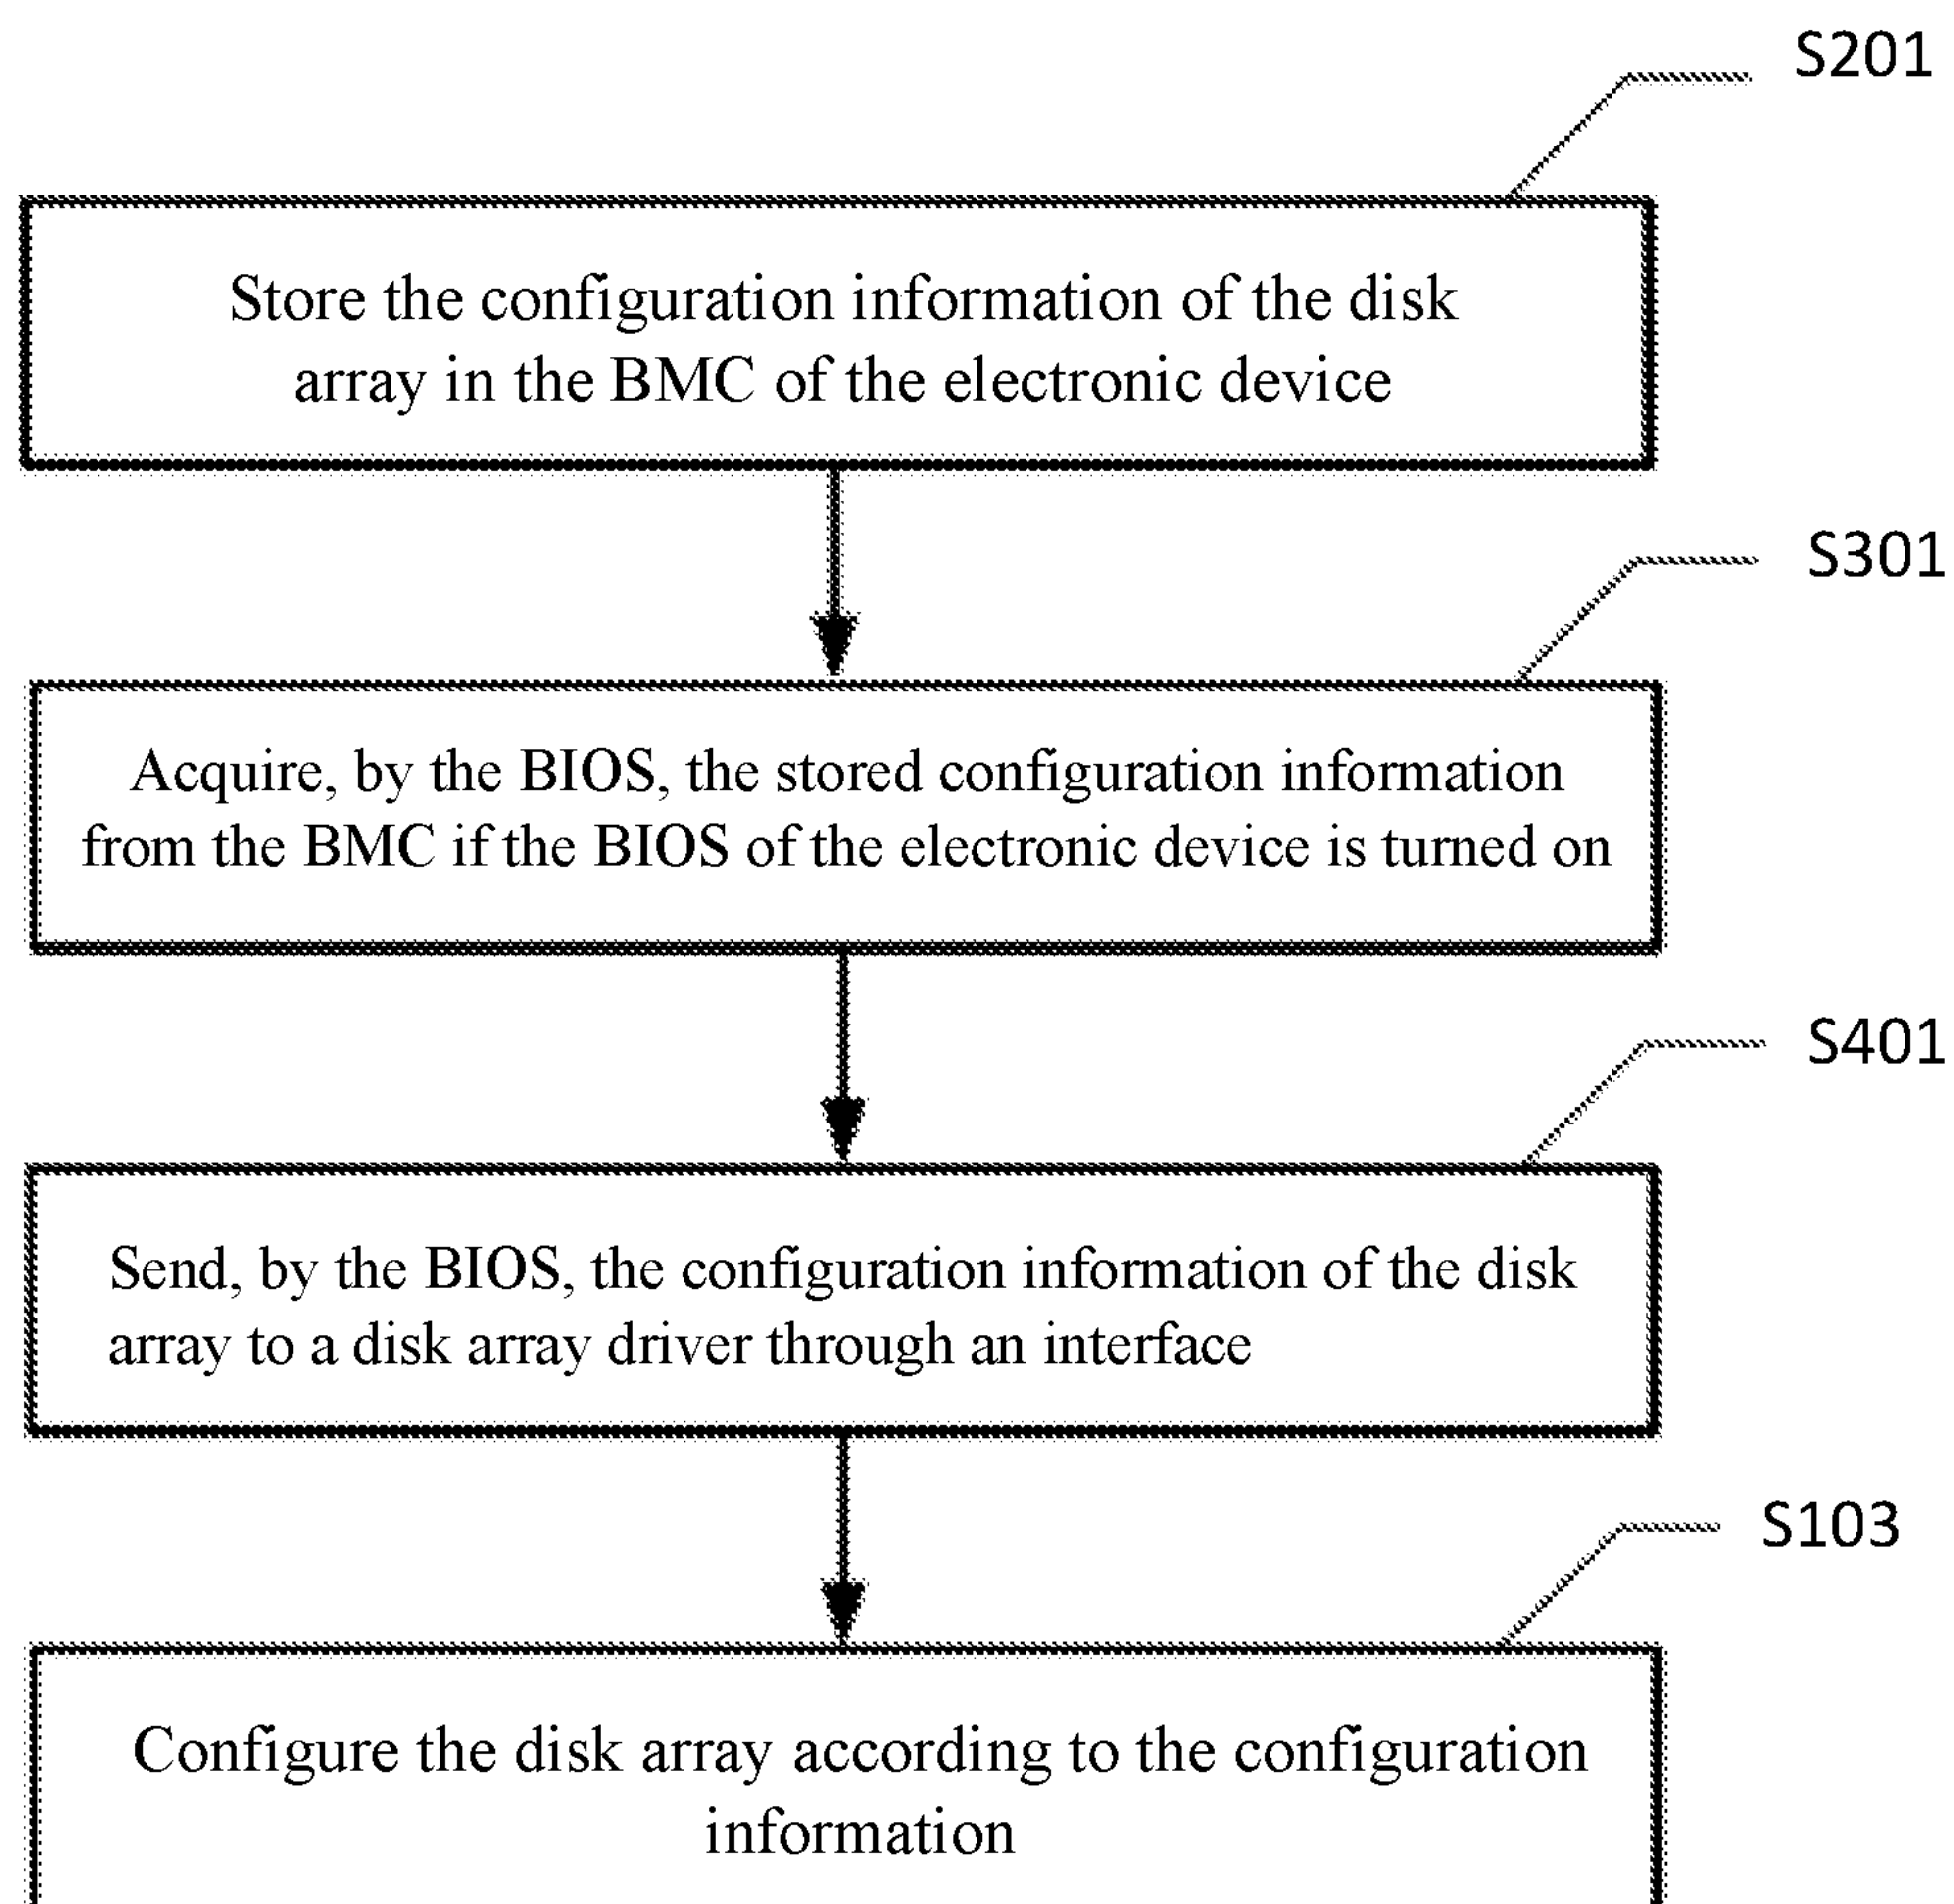 S201
Store the configuration information of the disk
array in the BMC of the electronic device
S301
Acquire, by the BIOS, the stored configuration information
from the BMC if the BIOS of the electronic device is turned on
S401
Send, by the BIOS, the configuration information of the disk
array to a disk array driver through an interface
S103
Configure the disk array according to the configuration
information